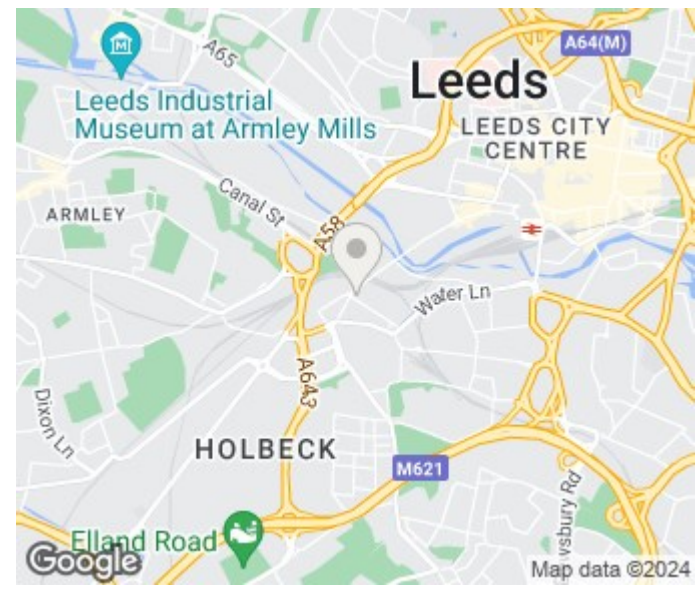 A65
A64(M)
Leeds
Leeds Industrial
Museum at Armley Mills
LEEDS CITY
CENTRE
Canal St
ARMLEY
A58
Water Ln
A643
Dixon Ln
HOLBECK
M621
Elland Road
Google
Map data ©2024